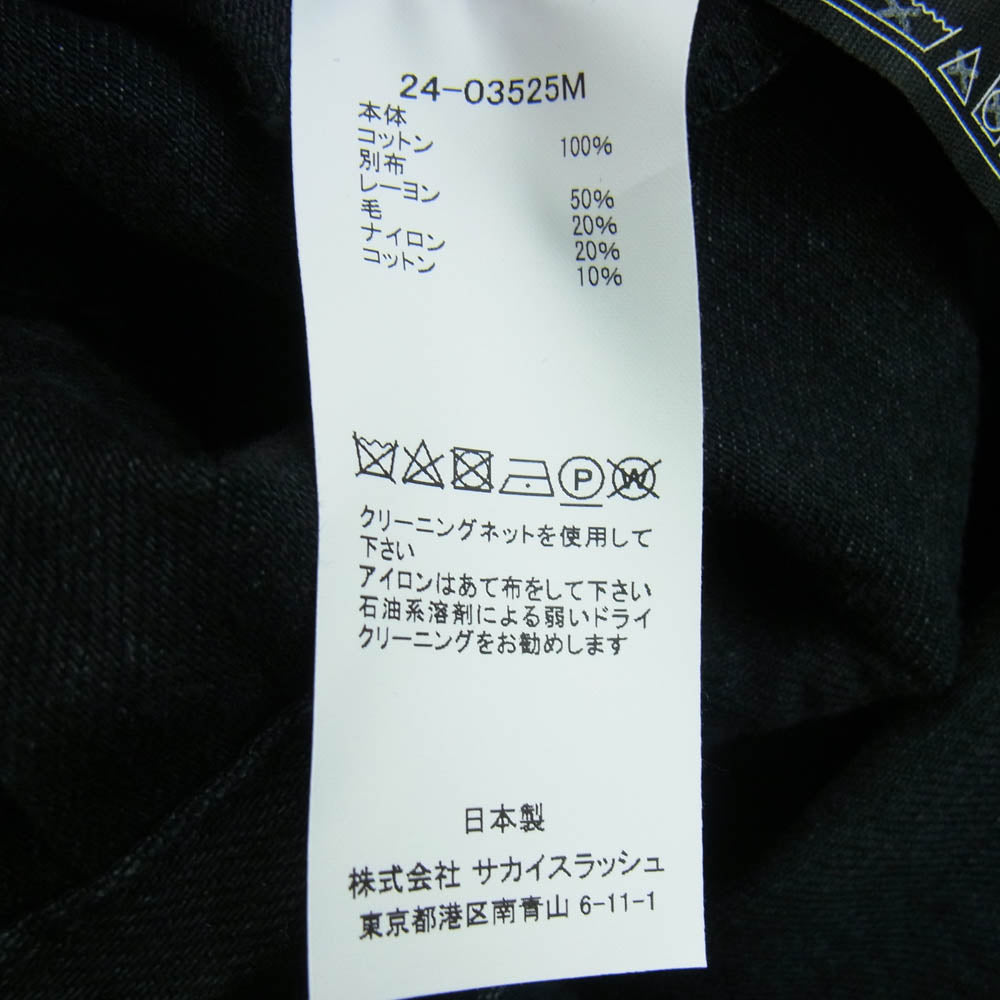 24-03525M
本体
コットン 100%
別布
レーヨン 50%
毛 20%
ナイロン 20%
コットン 10%
P W
クリーニングネットを使用して
下さい
アイロンはあて布をして下さい
石油系溶剤による弱いドライ
クリーニングをお勧めします
日本製
株式会社 サカイスラッシュ
東京都港区南青山 6-11-1